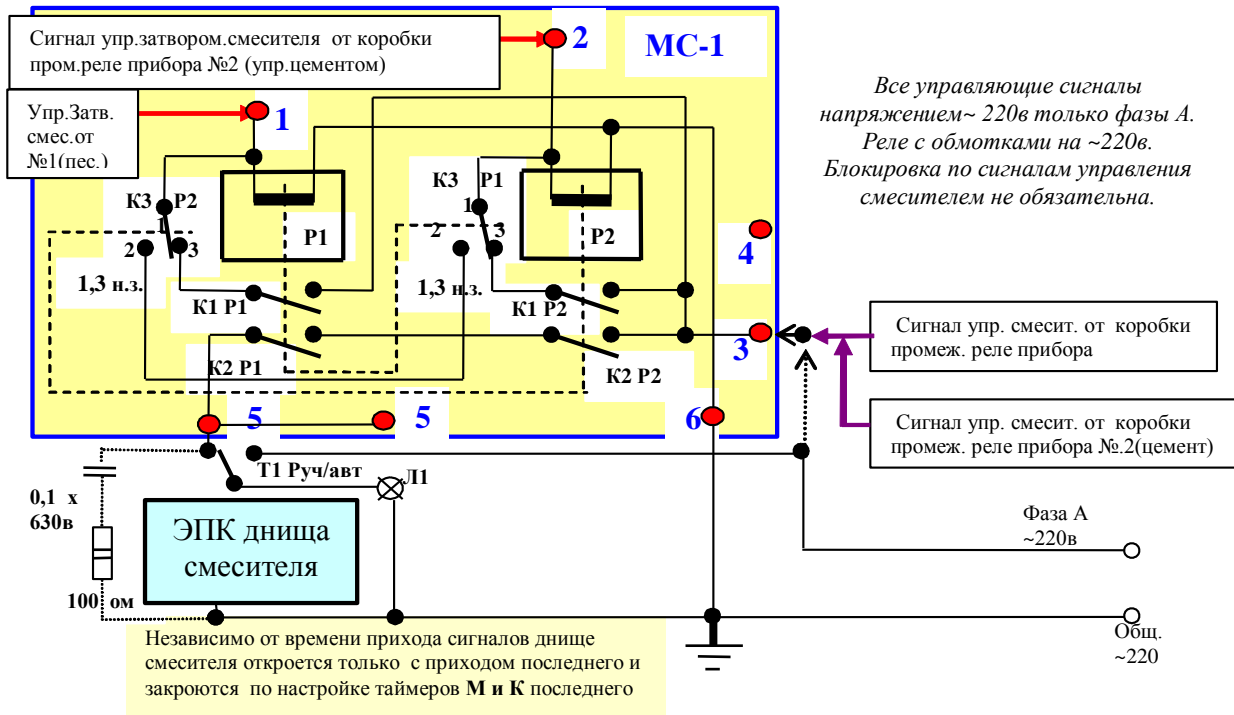 Сигнал упр.затвором.смесителя от коробки
пром.реле прибора №2 (упр.цементом)
2
МС-1
Упр.Затв.
смес.от
№1(пес.)
1
Все управляющие сигналы
напряжением~ 220в только фазы А.
Реле с обмотками на ~220в.
Блокировка по сигналам управления
смесителем не обязательна.
К3 Р2
1
2 3
1,3 н.з.
Р1
К3 Р1
1
2 3
1,3 н.з.
Р2
4
К1 Р1
К1 Р2
К2 Р1
К2 Р2
3
Сигнал упр. смесит. от коробки
промеж. реле прибора
Сигнал упр. смесит. от коробки
промеж. реле прибора №.2(цемент)
5
5
6
Т1 Руч/авт
Л1
0,1 х
630в
100 ом
ЭПК днища
смесителя
Фаза А
~220в
Общ.
~220
Независимо от времени прихода сигналов днище
смесителя откроется только с приходом последнего и
закроются по настройке таймеров М и К последнего